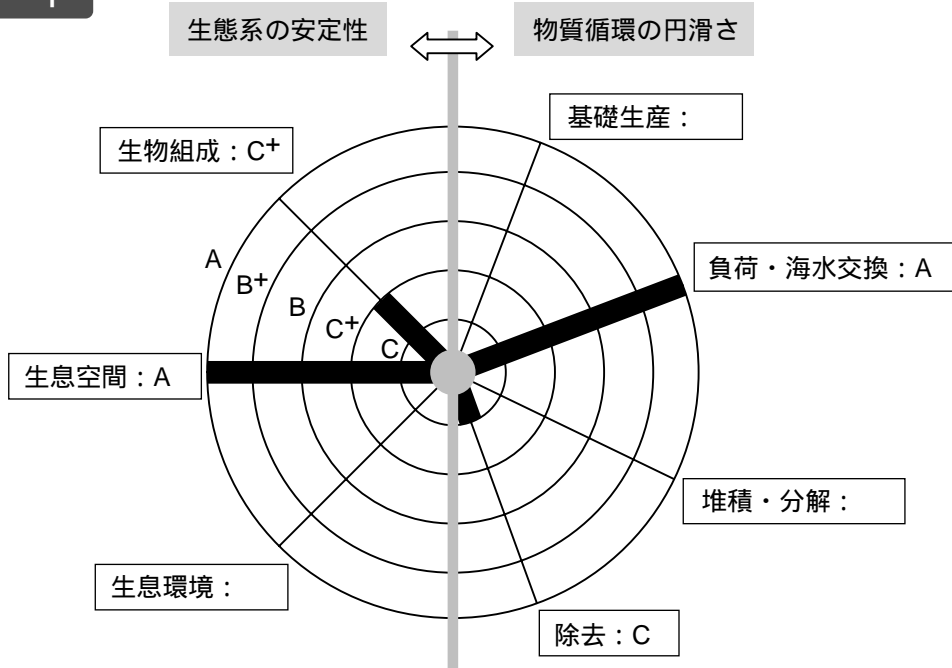 生態系の安定性
物質循環の円滑さ
基礎生産：
生物組成：C+
A
B+
B
C+
C
負荷・海水交換：A
生息空間：A
堆積・分解：
生息環境：
除去：C